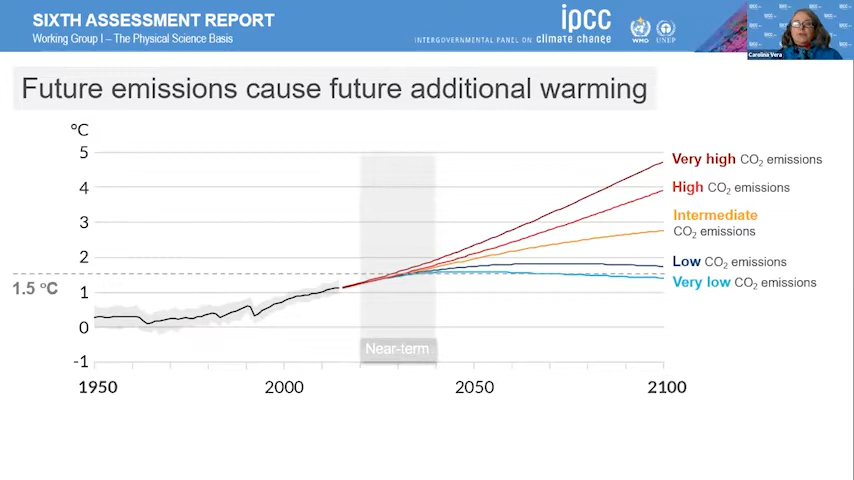 SIXTH ASSESSMENT REPORT
Working Group I – The Physical Science Basis
INTERGOVERNMENTAL PANEL ON climate change
ipcc
WMO
UNEP
Carolina Vera
Future emissions cause future additional warming
°C
5
4
3
2
1.5 °C
1
0
-1
Near-term
1950
2000
2050
2100
Very high CO₂ emissions
High CO₂ emissions
Intermediate
CO₂ emissions
Low CO₂ emissions
Very low CO₂ emissions